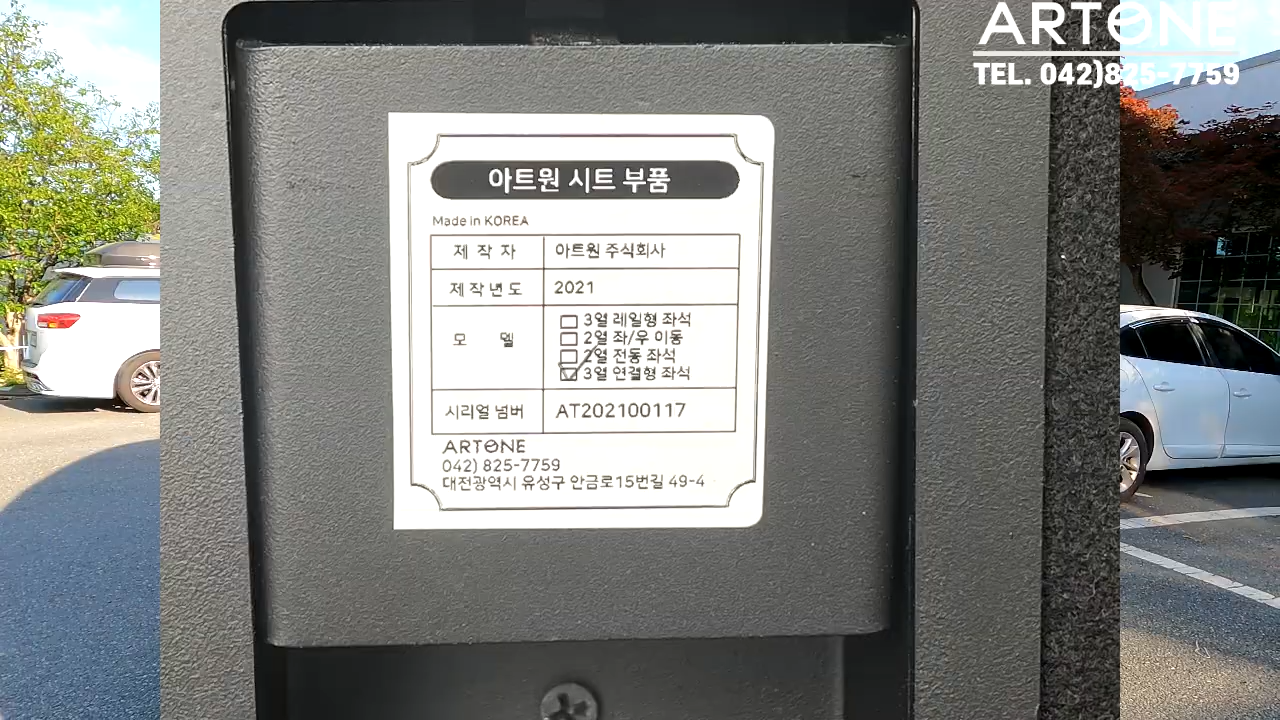 ARTONE
TEL. 042)825-7759
아트원 시트 부품
Made in KOREA
제 작 자 아트원 주식회사
제 작 년 도 2021
모 델
3열 레일형 좌석
2열 좌/우 이동
2열 전동 좌석
3열 연결형 좌석
시리얼 넘버 AT202100117
ARTONE
042) 825-7759
대전광역시 유성구 안금로15번길 49-4